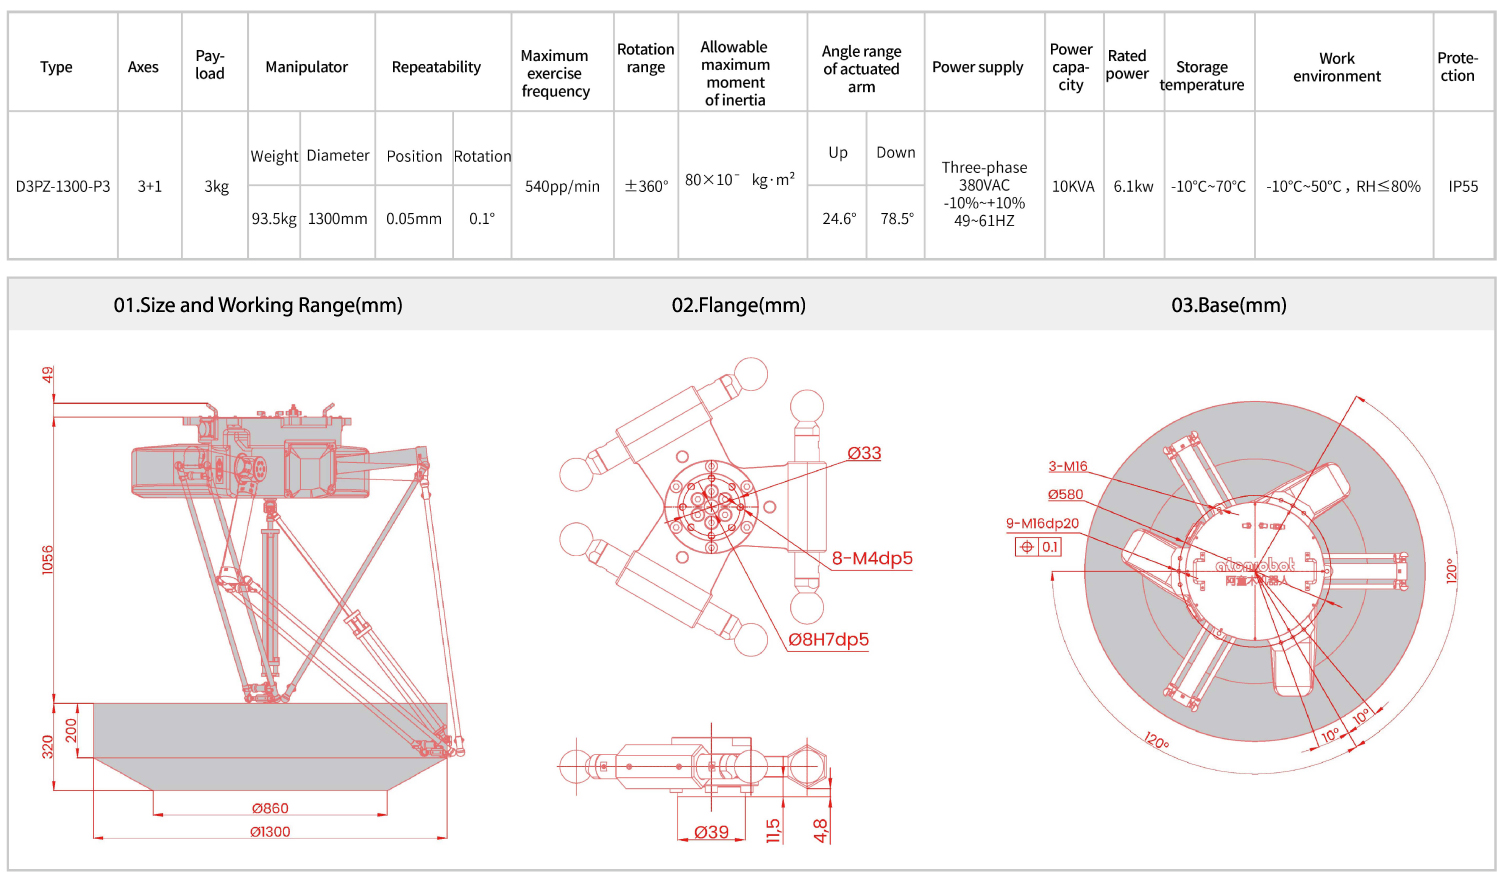 Type
Axes
Pay-
load
Manipulator
Repeatability
Maximum
exercise
frequency
Rotation
range
Allowable
maximum
moment
of inertia
Angle range
of actuated
arm
Power supply
Power
capa-
city
Rated
power
Storage
temperature
Work
environment
Prote-
ction
D3PZ-1300-P3
3+1
3kg
Weight
Diameter
Position
Rotation
93.5kg
1300mm
0.05mm
0.1°
540pp/min
±360°
80×10⁻ kg·m²
Up
Down
24.6°
78.5°
Three-phase
380VAC
-10%~+10%
49~61HZ
10KVA
6.1kw
-10℃~70℃
-10℃~50℃ , RH≤80%
IP55
01.Size and Working Range(mm)
02.Flange(mm)
03.Base(mm)
49
1056
320
200
Ø860
Ø1300
Ø33
8-M4dp5
Ø8H7dp5
Ø39
11,5
4,8
3-M16
Ø580
9-M16dp20
0.1
atomrobot
阿童木机器人
120°
120°
10°
10°